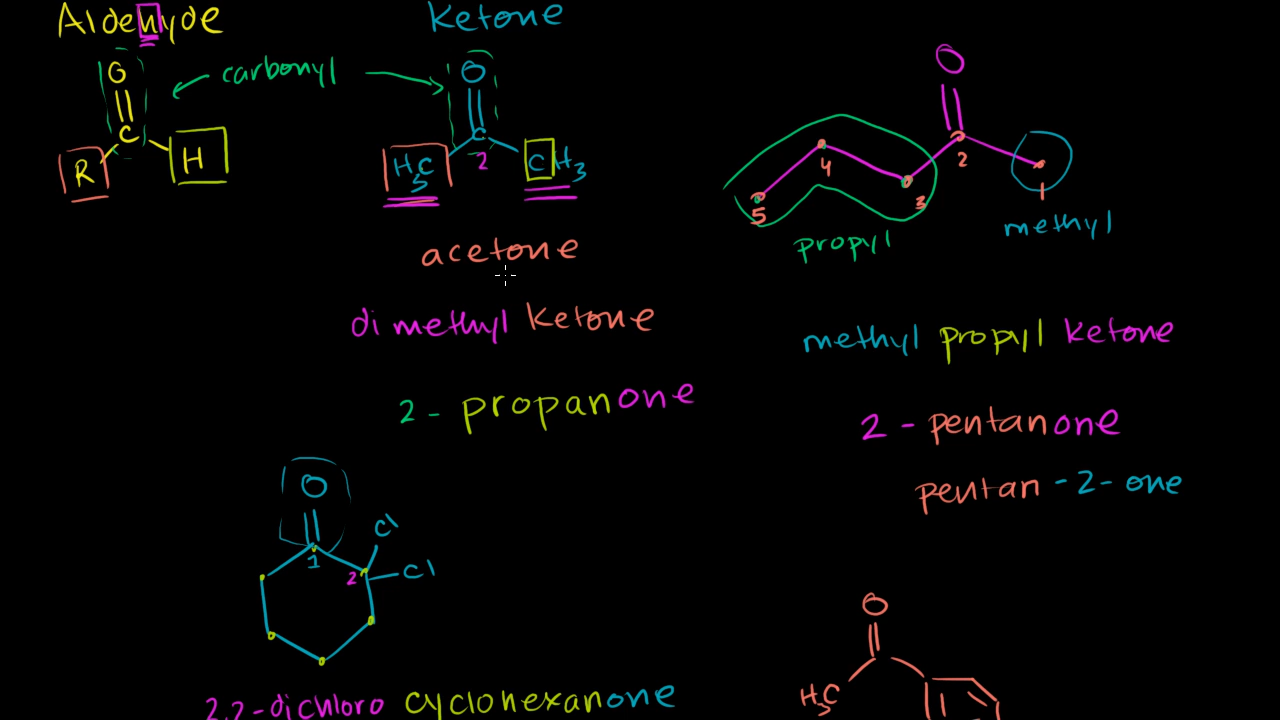 Aldehyde
Ketone
O
carbonyl
O
O
C
R
H
C
H3C
2
CH3
5
4
3
2
1
propyl
methyl
acetone
dimethyl ketone
methyl propyl ketone
2-propanone
2-pentanone
pentan-2-one
O
Cl
1
2
Cl
O
H3C
2,2-dichloro cyclohexanone